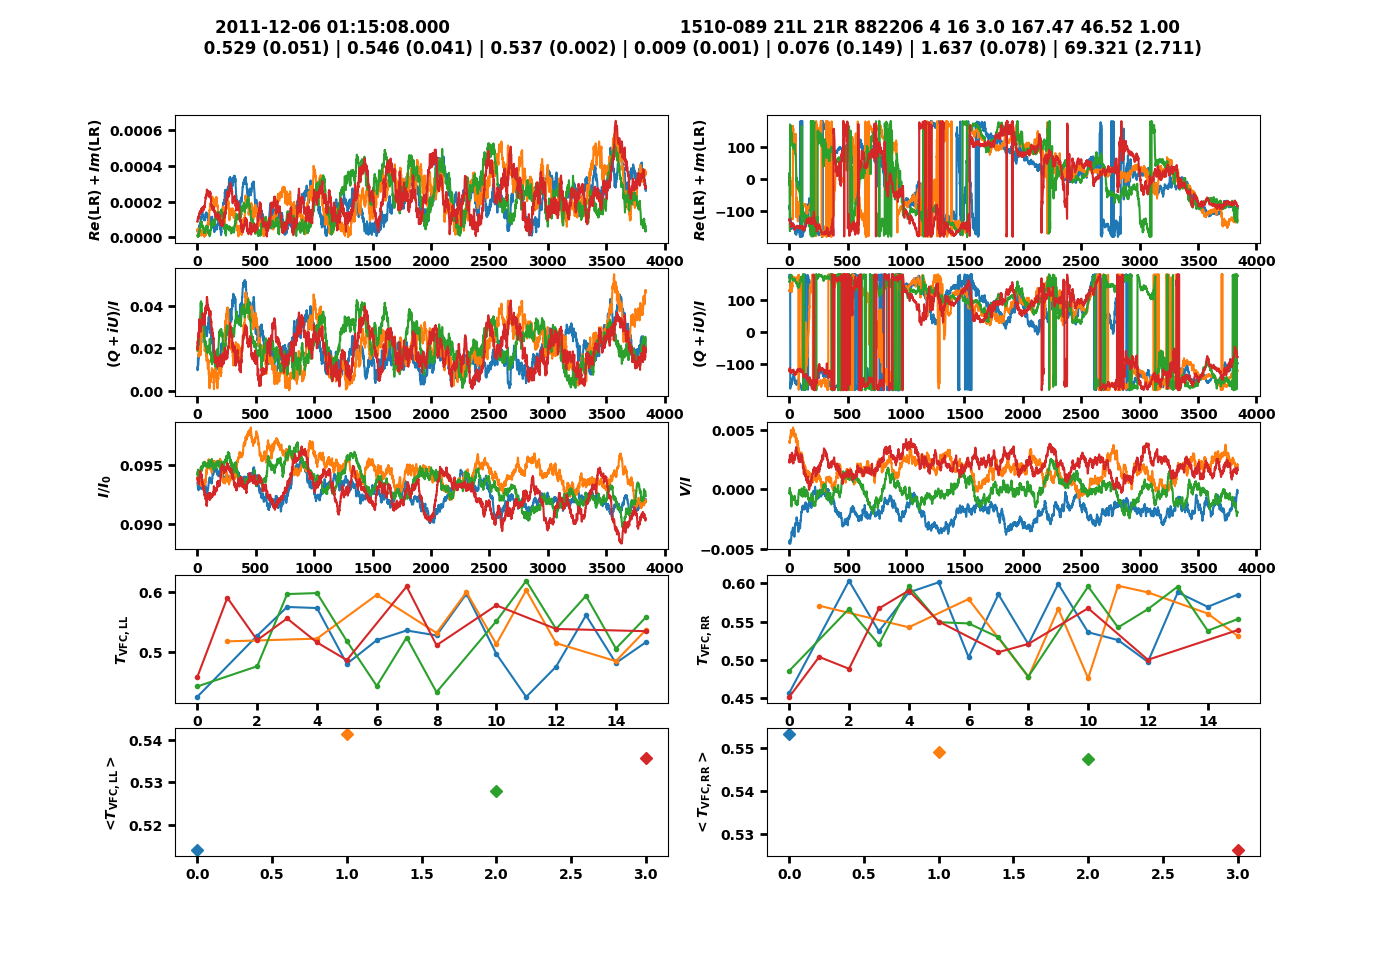 2011-12-06 01:15:08.000 1510-089 21L 21R 882206 4 16 3.0 167.47 46.52 1.00
0.529 (0.051) | 0.546 (0.041) | 0.537 (0.002) | 0.009 (0.001) | 0.076 (0.149) | 1.637 (0.078) | 69.321 (2.711)
Re(LR) + Im(LR)
0.0006
0.0004
0.0002
0.0000
0 500 1000 1500 2000 2500 3000 3500 4000
Re(LR) + Im(LR)
100
0
−100
0 500 1000 1500 2000 2500 3000 3500 4000
(Q + iU)/I
0.04
0.02
0.00
0 500 1000 1500 2000 2500 3000 3500 4000
(Q + iU)/I
100
0
−100
0 500 1000 1500 2000 2500 3000 3500 4000
I/I0
0.095
0.090
0 500 1000 1500 2000 2500 3000 3500 4000
V/I
0.005
0.000
−0.005
0 500 1000 1500 2000 2500 3000 3500 4000
TVFC, LL
0.6
0.5
0 2 4 6 8 10 12 14
TVFC, RR
0.60
0.55
0.50
0.45
0 2 4 6 8 10 12 14
<TVFC, LL >
0.54
0.53
0.52
0.0 0.5 1.0 1.5 2.0 2.5 3.0
< TVFC, RR >
0.55
0.54
0.53
0.0 0.5 1.0 1.5 2.0 2.5 3.0